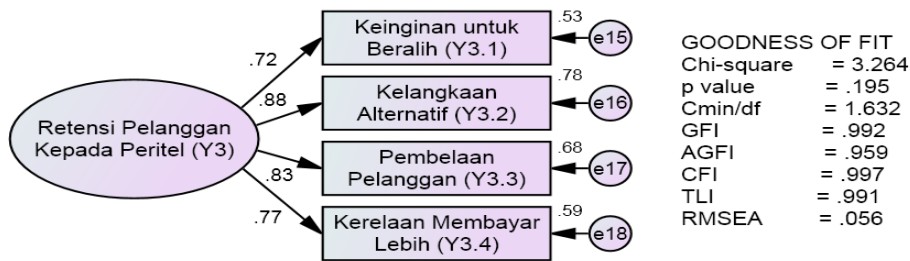 Retensi Pelanggan
Kepada Peritel (Y3)
.72
.88
.83
.77
Keinginan untuk
Beralih (Y3.1)
.53
e15
Kelangkaan
Alternatif (Y3.2)
.78
e16
Pembelaan
Pelanggan (Y3.3)
.68
e17
Kerelaan Membayar
Lebih (Y3.4)
.59
e18
GOODNESS OF FIT
Chi-square = 3.264
p value = .195
Cmin/df = 1.632
GFI = .992
AGFI = .959
CFI = .997
TLI = .991
RMSEA = .056